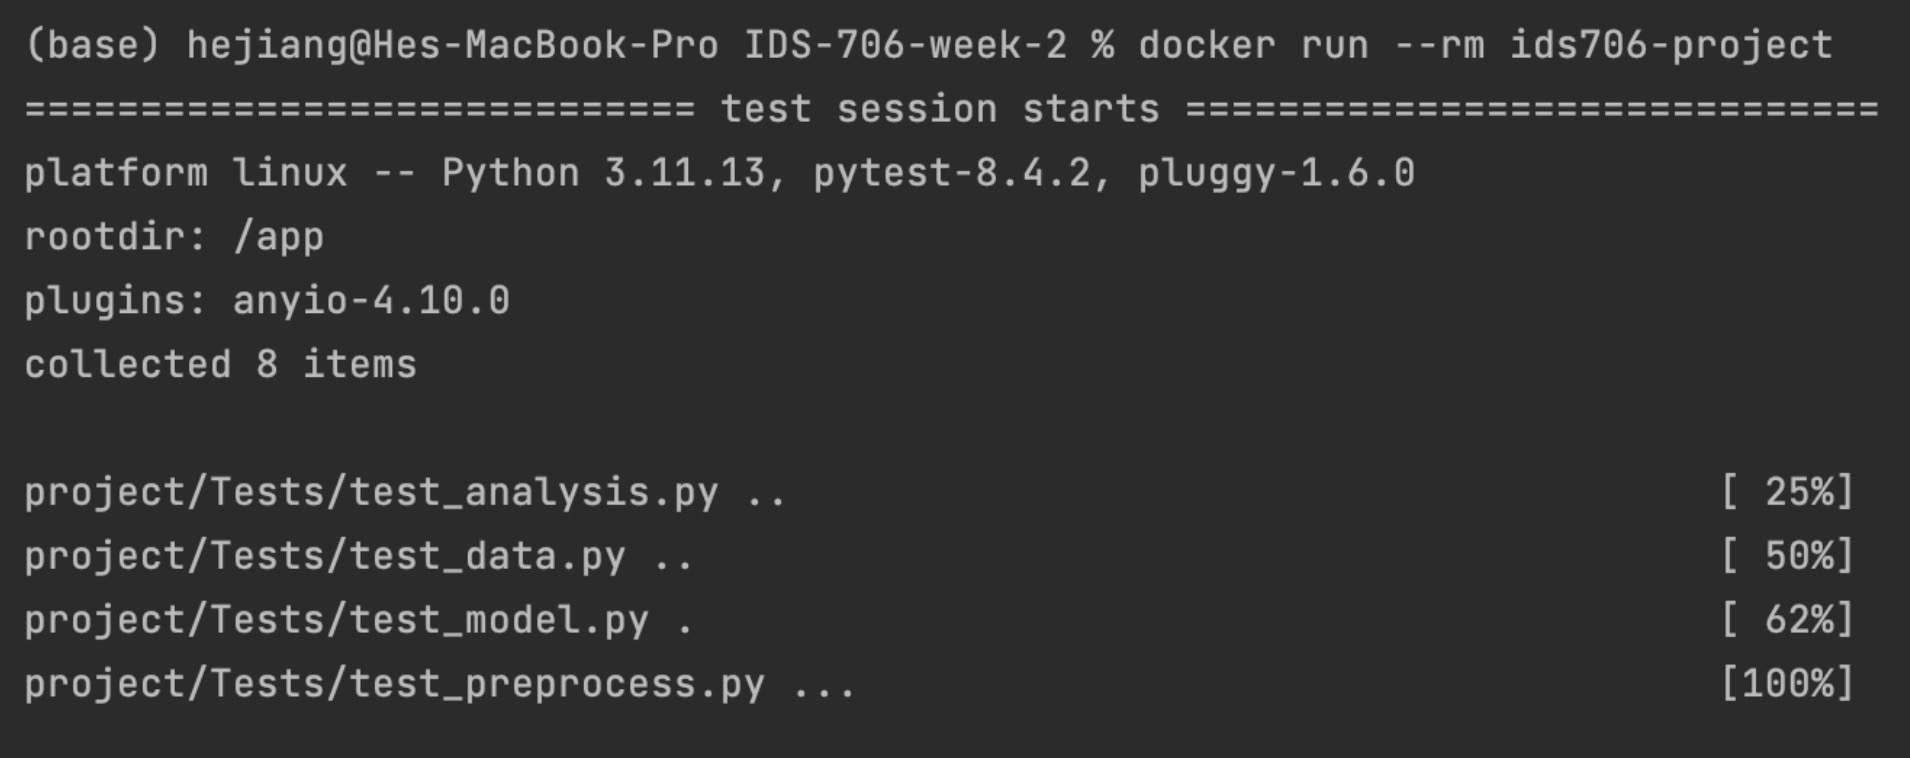 (base) hejiang@Hes-MacBook-Pro IDS-706-week-2 % docker run --rm ids706-project
============================= test session starts ==============================
platform linux -- Python 3.11.13, pytest-8.4.2, pluggy-1.6.0
rootdir: /app
plugins: anyio-4.10.0
collected 8 items
project/Tests/test_analysis.py .. [ 25%]
project/Tests/test_data.py .. [ 50%]
project/Tests/test_model.py . [ 62%]
project/Tests/test_preprocess.py ... [100%]